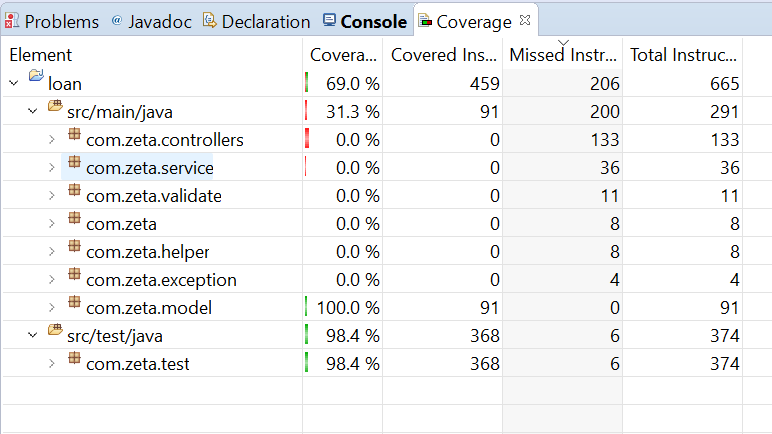 Problems @ Javadoc Declaration Console Coverage
Element Covera... Covered Ins... Missed Instr... Total Instruc...
loan 69.0 % 459 206 665
src/main/java 31.3 % 91 200 291
com.zeta.controllers 0.0 % 0 133 133
com.zeta.service 0.0 % 0 36 36
com.zeta.validate 0.0 % 0 11 11
com.zeta 0.0 % 0 8 8
com.zeta.helper 0.0 % 0 8 8
com.zeta.exception 0.0 % 0 4 4
com.zeta.model 100.0 % 91 0 91
src/test/java 98.4 % 368 6 374
com.zeta.test 98.4 % 368 6 374